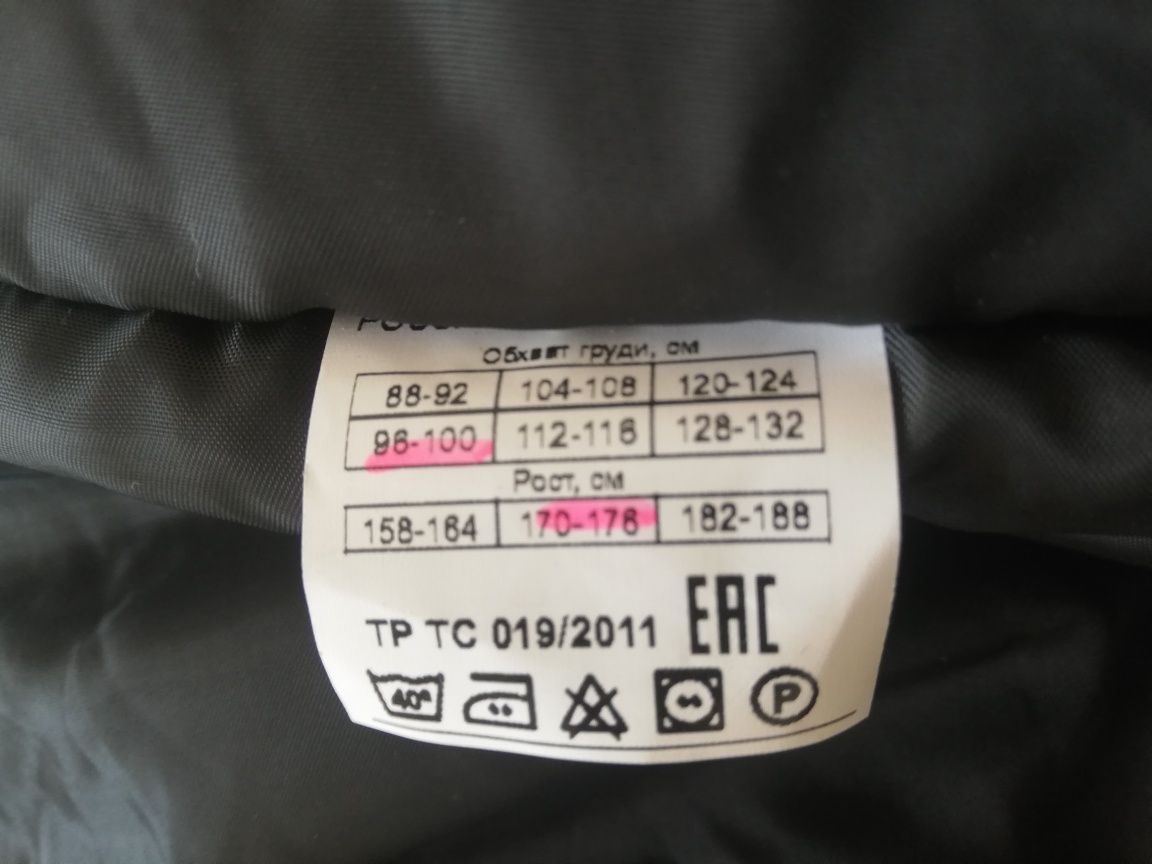 Обхват груди, см
88-92 104-108 120-124
96-100 112-116 128-132
Рост, см
158-164 170-176 182-188
ТР ТС 019/2011 EAC
40° P